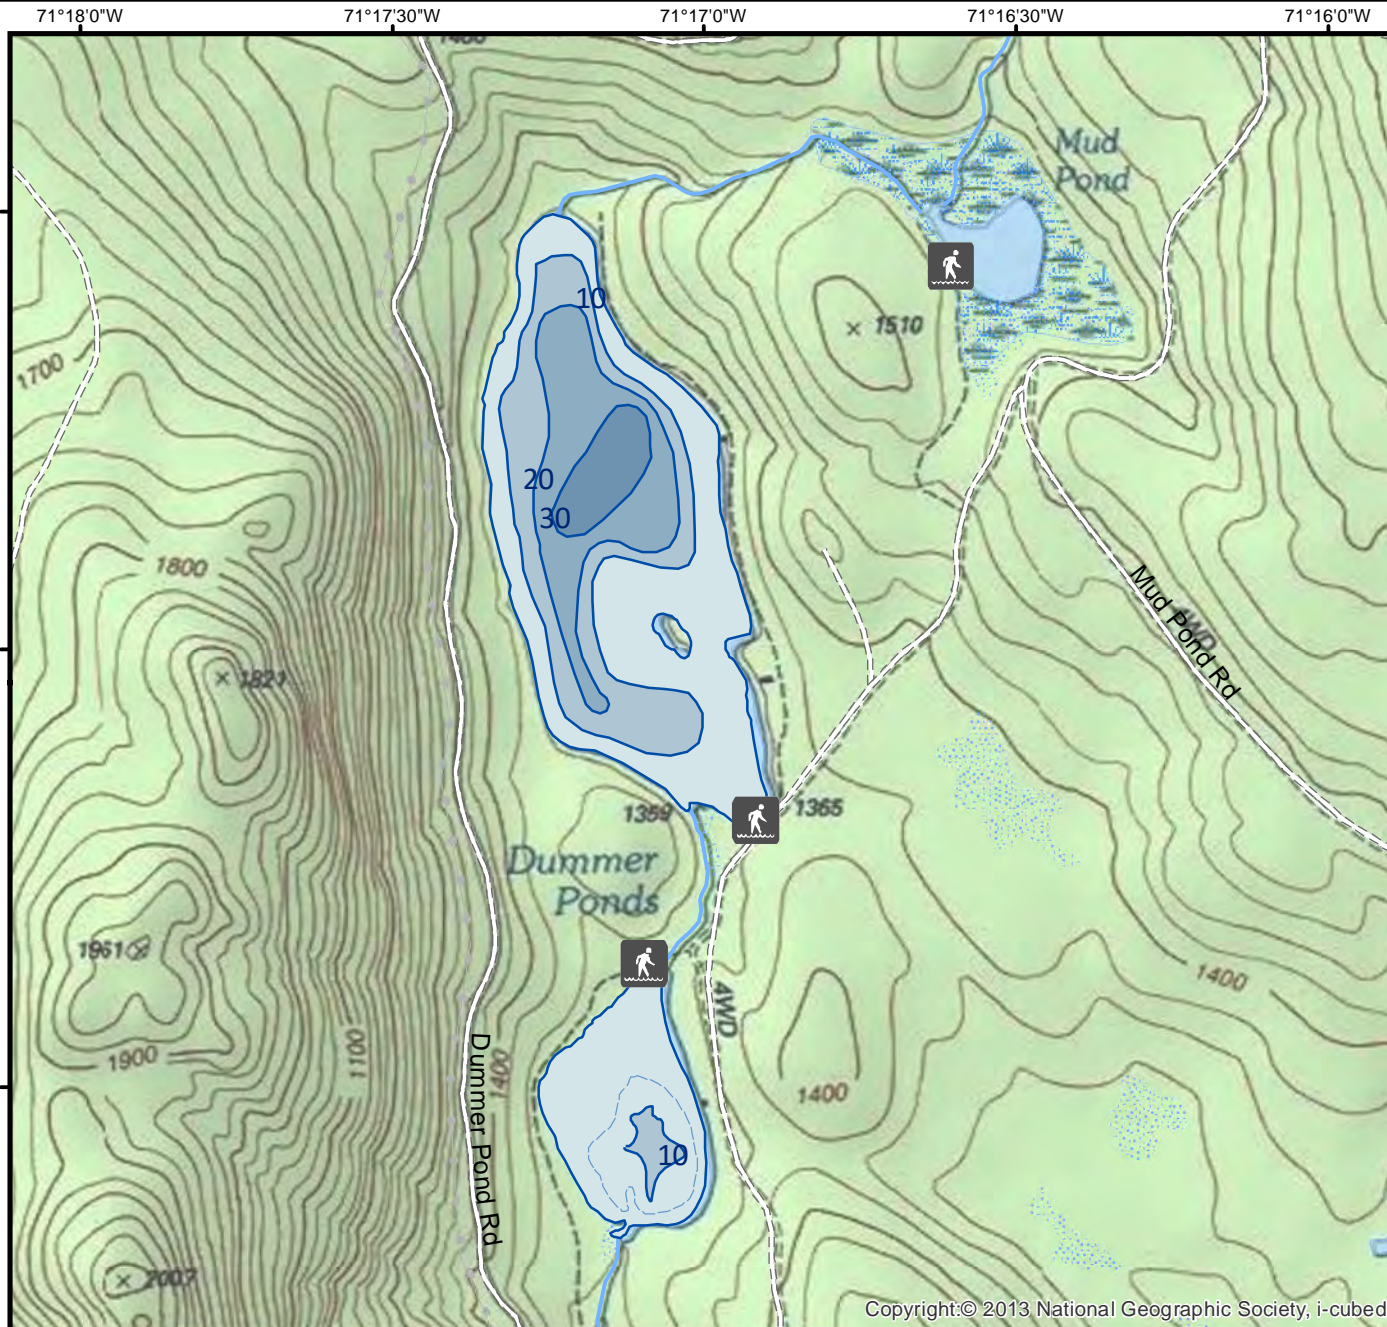 71°18'0"W
71°17'30"W
71°17'0"W
71°16'30"W
71°16'0"W
1400
Mud
Pond
10
1510
1700
20
30
1800
Mud Pond Rd
4WD
1821
1359
1365
Dummer
Ponds
1961
1400
4WD
1900
1100
1400
Dummer Pond Rd
1400
10
2007
Copyright:© 2013 National Geographic Society, i-cubed